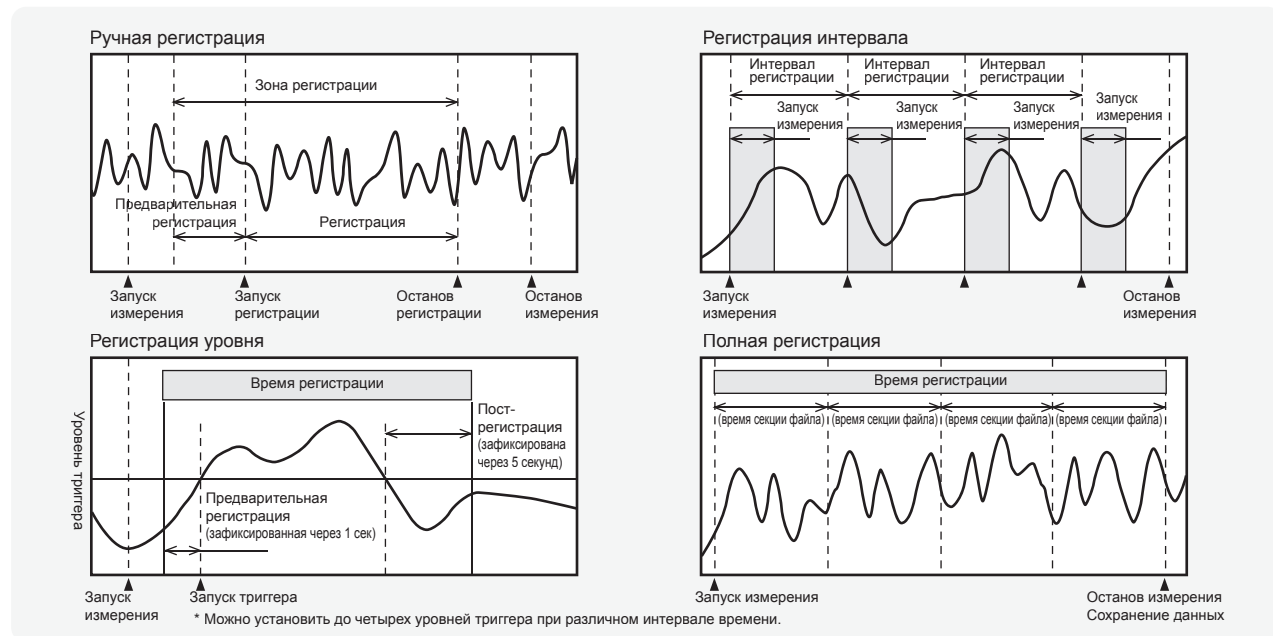 Ручная регистрация
Зона регистрации
Предварительная
регистрация
Регистрация
Запуск
измерения
Запуск
регистрации
Останов
регистрации
Останов
измерения
Регистрация интервала
Интервал
регистрации
Интервал
регистрации
Интервал
регистрации
Запуск
измерения
Запуск
измерения
Запуск
измерения
Запуск
измерения
Запуск
измерения
Останов
измерения
Регистрация уровня
Уровень триггера
Время регистрации
Пост-
регистрация
(зафиксирована
через 5 секунд)
Предварительная
регистрация
(зафиксированная через 1 сек)
Запуск
измерения
Запуск триггера
* Можно установить до четырех уровней триггера при различном интервале времени.
Полная регистрация
Время регистрации
(время секции файла)
(время секции файла)
(время секции файла)
(время секции файла)
Запуск измерения
Останов измерения
Сохранение данных